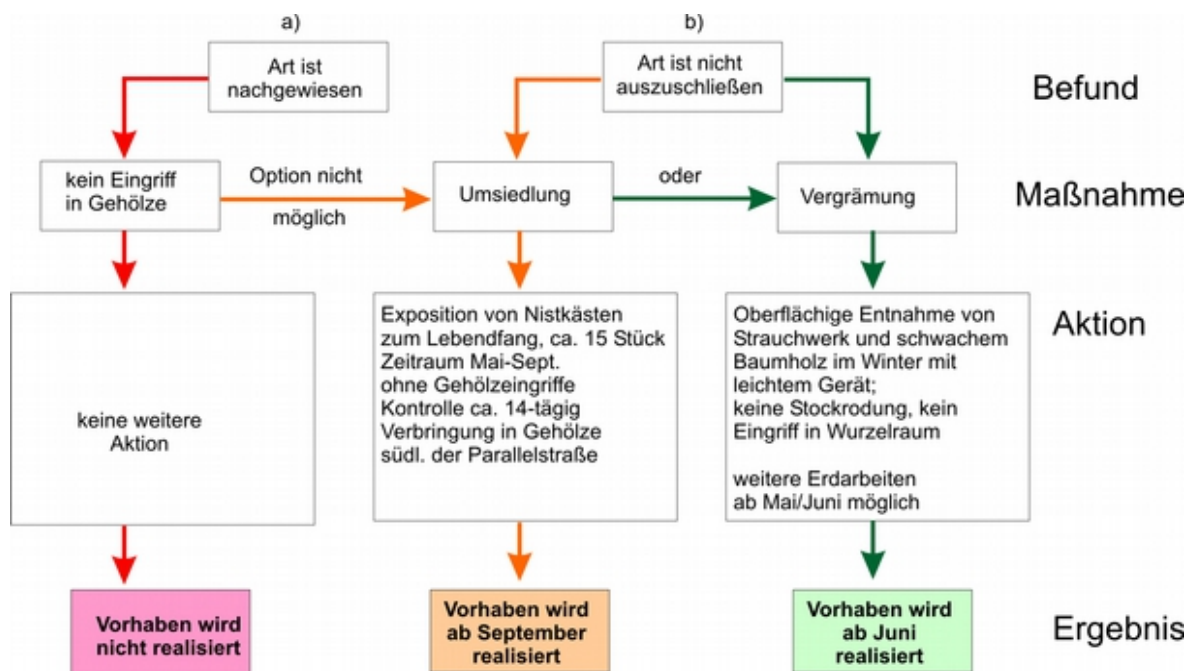 a)
b)
Art ist
nachgewiesen
Art ist nicht
auszuschließen
Befund
kein Eingriff
in Gehölze
Option nicht
möglich
Umsiedlung
oder
Vergrämung
Maßnahme
keine weitere
Aktion
Exposition von Nistkästen
zum Lebendfang, ca. 15 Stück
Zeitraum Mai-Sept.
ohne Gehölzeingriffe
Kontrolle ca. 14-tägig
Verbringung in Gehölze
südl. der Parallelstraße
Oberflächige Entnahme von
Strauchwerk und schwachem
Baumholz im Winter mit
leichtem Gerät;
keine Stockrodung, kein
Eingriff in Wurzelraum
weitere Erdarbeiten
ab Mai/Juni möglich
Aktion
Vorhaben wird
nicht realisiert
Vorhaben wird
ab September
realisiert
Vorhaben wird
ab Juni
realisiert
Ergebnis